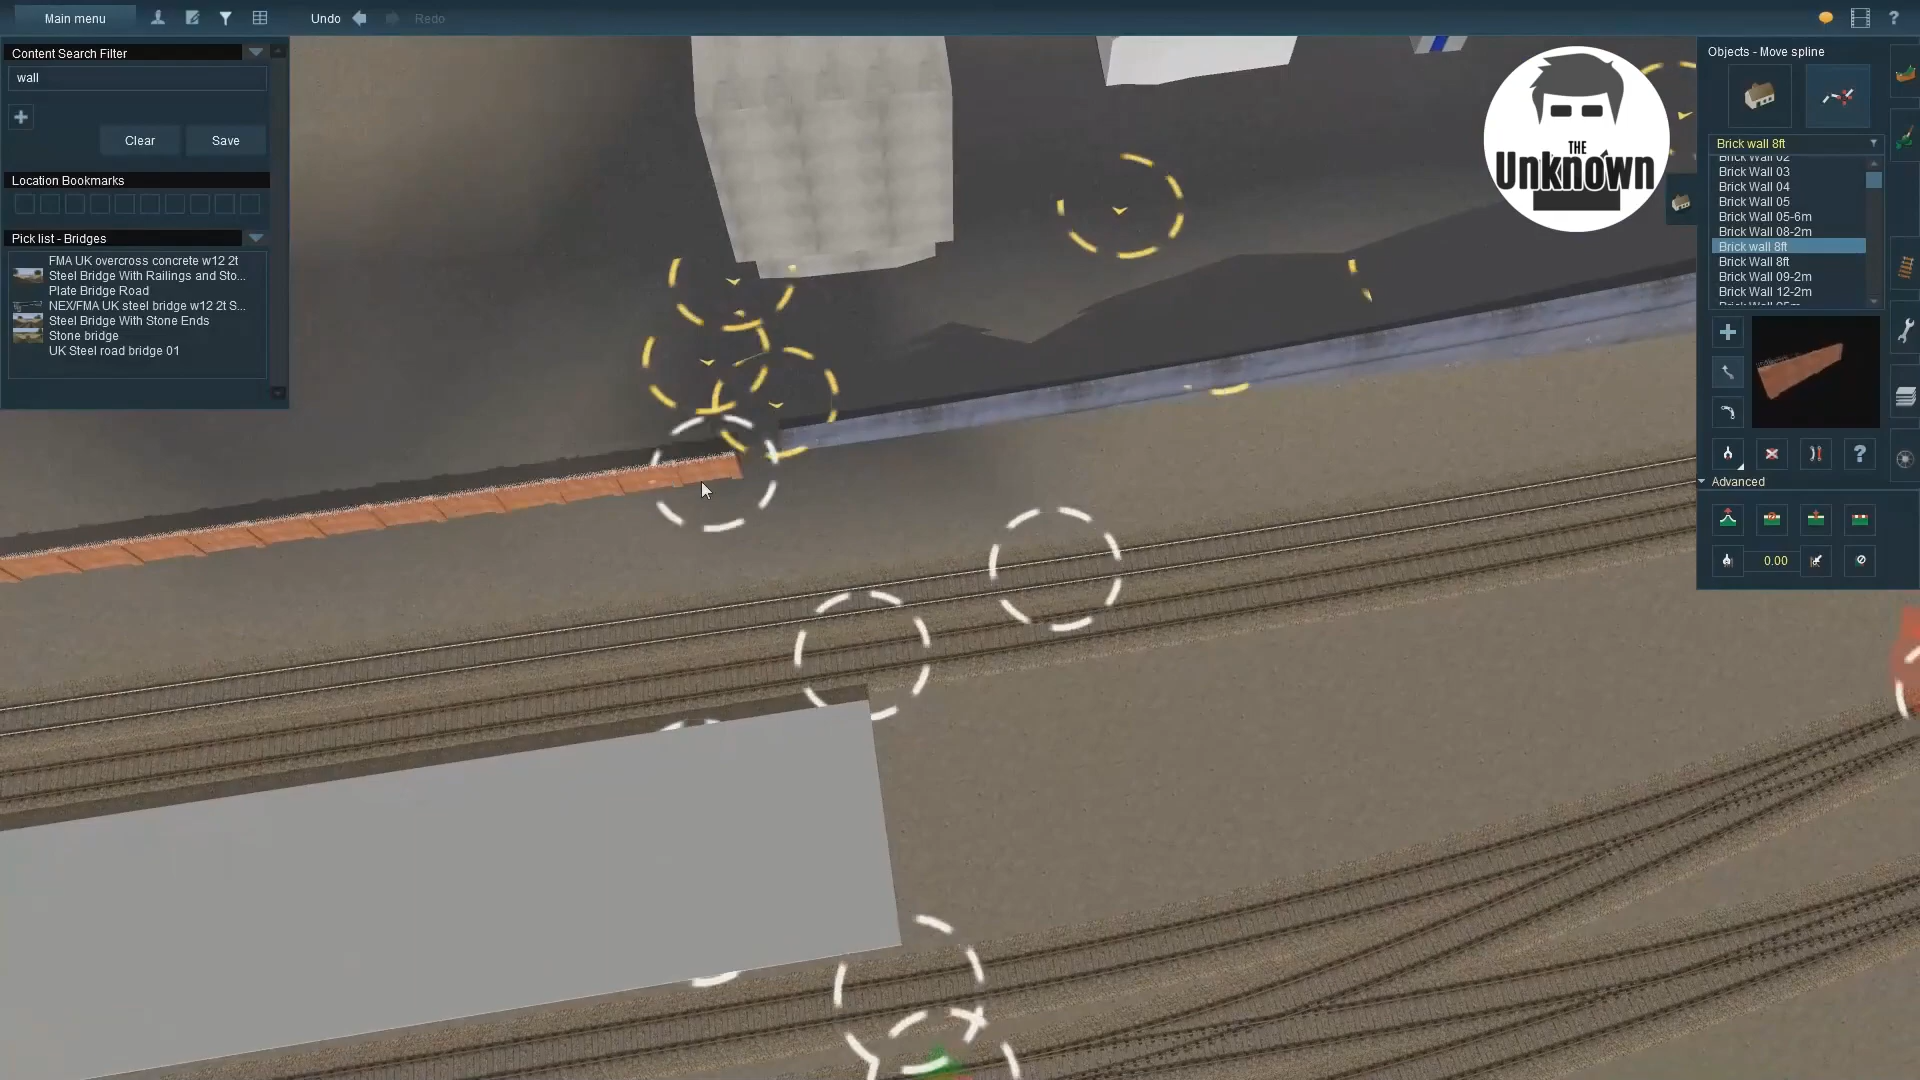 Main menu
Undo
Redo
?
Content Search Filter
wall
Clear
Save
Location Bookmarks
Pick list - Bridges
FMA UK overcross concrete w12 2t
Steel Bridge With Railings and Sto...
Plate Bridge Road
NEX/FMA UK steel bridge w12 2t S...
Steel Bridge With Stone Ends
Stone bridge
UK Steel road bridge 01
THE
UnknOwn
Objects - Move spline
Brick wall 8ft
Brick Wall 02
Brick Wall 03
Brick Wall 04
Brick Wall 05
Brick Wall 05-6m
Brick Wall 08-2m
Brick wall 8ft
Brick Wall 8ft
Brick Wall 09-2m
Brick Wall 12-2m
?
Advanced
0.00